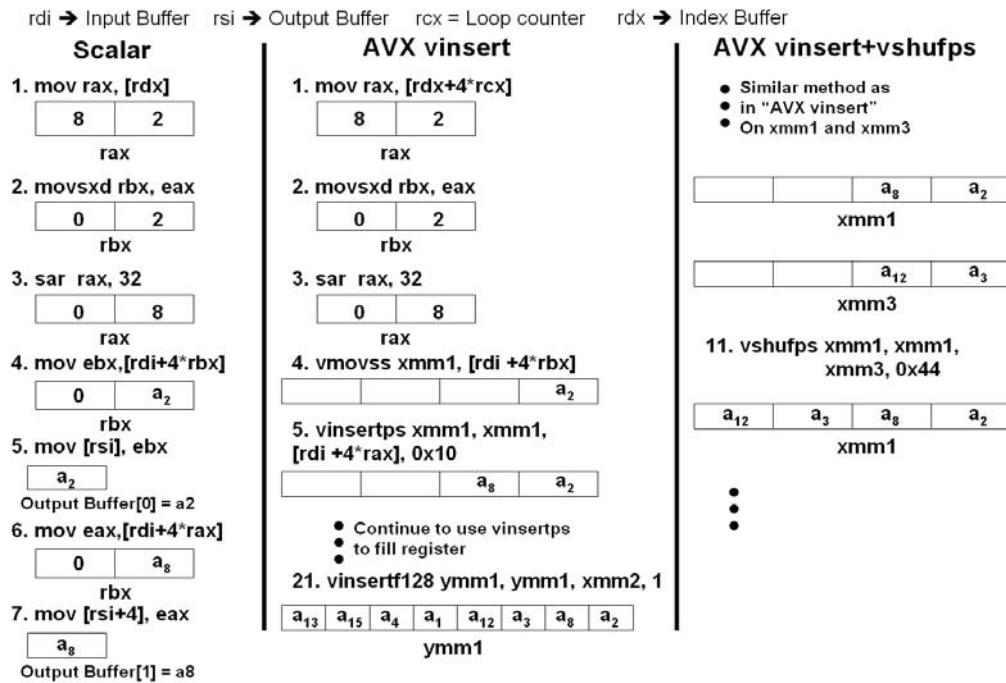 rdi ➔ Input Buffer rsi ➔ Output Buffer rcx = Loop counter rdx ➔ Index Buffer
Scalar
1. mov rax, [rdx]
8 2
rax
2. movsxd rbx, eax
0 2
rbx
3. sar rax, 32
0 8
rax
4. mov ebx,[rdi+4*rbx]
0 a2
rbx
5. mov [rsi], ebx
a2
Output Buffer[0] = a2
6. mov eax,[rdi+4*rax]
0 a8
rbx
7. mov [rsi+4], eax
a8
Output Buffer[1] = a8
AVX vinsert
1. mov rax, [rdx+4*rcx]
8 2
rax
2. movsxd rbx, eax
0 2
rbx
3. sar rax, 32
0 8
rax
4. vmovss xmm1, [rdi +4*rbx]
a2
5. vinsertps xmm1, xmm1,
[rdi +4*rax], 0x10
a8 a2
● Continue to use vinsertps
● to fill register
●
21. vinsertf128 ymm1, ymm1, xmm2, 1
a13 a15 a4 a1 a12 a3 a8 a2
ymm1
AVX vinsert+vshufps
● Similar method as
● in “AVX vinsert”
● On xmm1 and xmm3
a8 a2
xmm1
a12 a3
xmm3
11. vshufps xmm1, xmm1,
xmm3, 0x44
a12 a3 a8 a2
xmm1